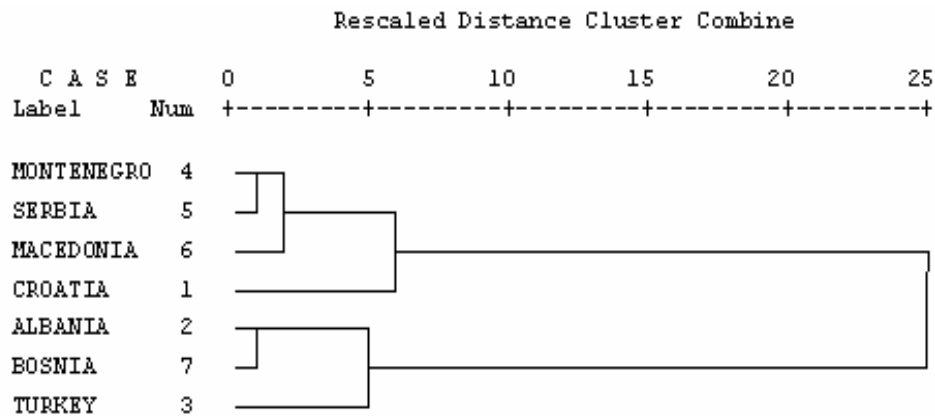 Rescaled Distance Cluster Combine
C A S E 0 5 10 15 20 25
Label Num +---------+---------+---------+---------+---------+
MONTENEGRO 4
SERBIA 5
MACEDONIA 6
CROATIA 1
ALBANIA 2
BOSNIA 7
TURKEY 3